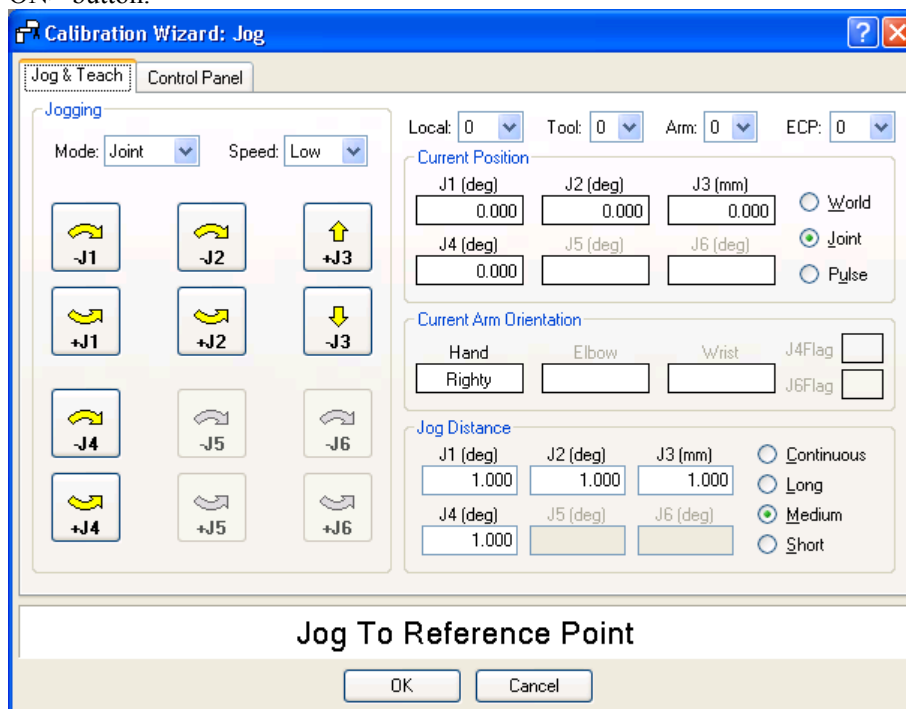 ON" button.
Calibration Wizard: Jog
Jog & Teach Control Panel
Jogging
Mode: Joint Speed: Low
-J1 -J2 +J3
+J1 +J2 -J3
-J4 -J5 -J6
+J4 +J5 +J6
Local: 0 Tool: 0 Arm: 0 ECP: 0
Current Position
J1 (deg) J2 (deg) J3 (mm)
0.000 0.000 0.000
J4 (deg) J5 (deg) J6 (deg)
0.000
World
Joint
Pulse
Current Arm Orientation
Hand Elbow Wrist J4Flag
Righty J6Flag
Jog Distance
J1 (deg) J2 (deg) J3 (mm)
1.000 1.000 1.000
J4 (deg) J5 (deg) J6 (deg)
1.000
Continuous
Long
Medium
Short
Jog To Reference Point
OK Cancel